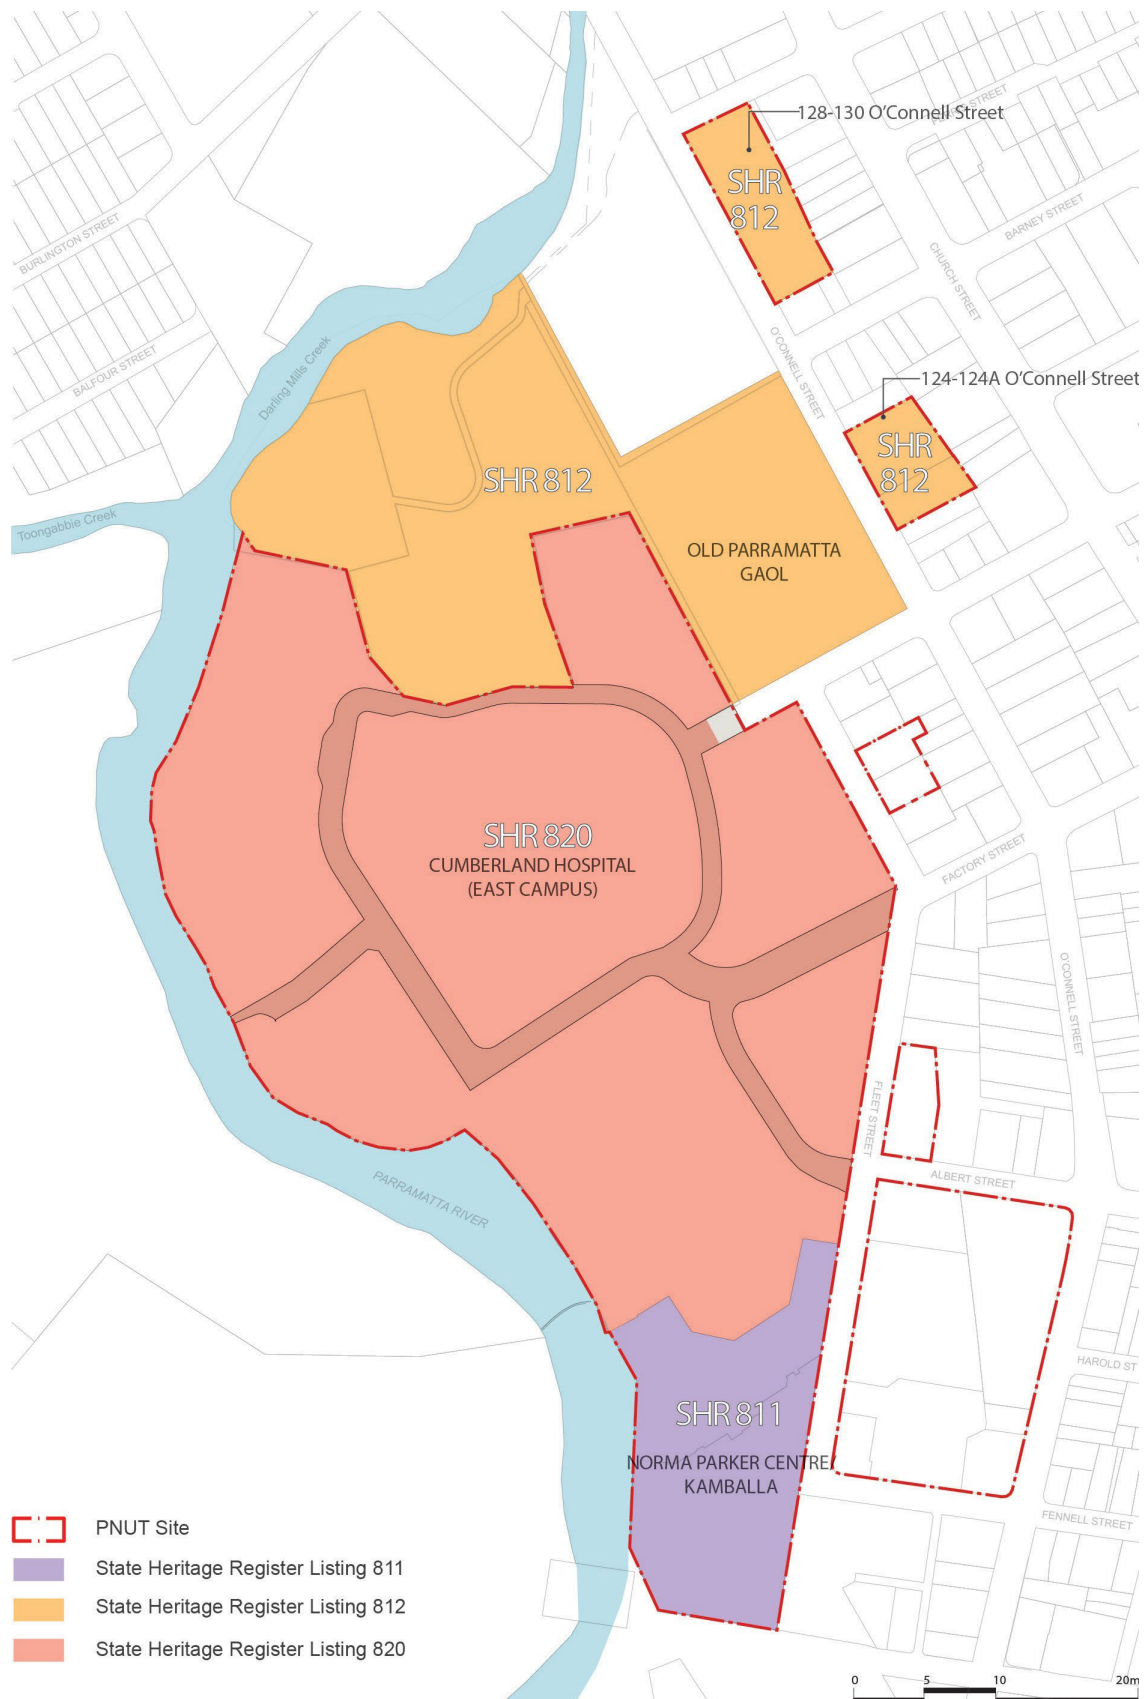 128-130 O'Connell Street
SHR
812
BARNEY STREET
BURLINGTON STREET
CHURCH STREET
O'CONNELL STREET
Darling Mills Creek
BALFOUR STREET
124-124A O'Connell Street
SHR
812
SHR 812
Toongabbie Creek
OLD PARRAMATTA
GAOL
SHR 820
CUMBERLAND HOSPITAL
(EAST CAMPUS)
FACTORY STREET
O'CONNELL STREET
FLEET STREET
ALBERT STREET
PARRAMATTA RIVER
HAROLD ST
SHR 811
NORMA PARKER CENTRE/
KAMBALLA
FENNELL STREET
PNUT Site
State Heritage Register Listing 811
State Heritage Register Listing 812
State Heritage Register Listing 820
0 5 10 20m